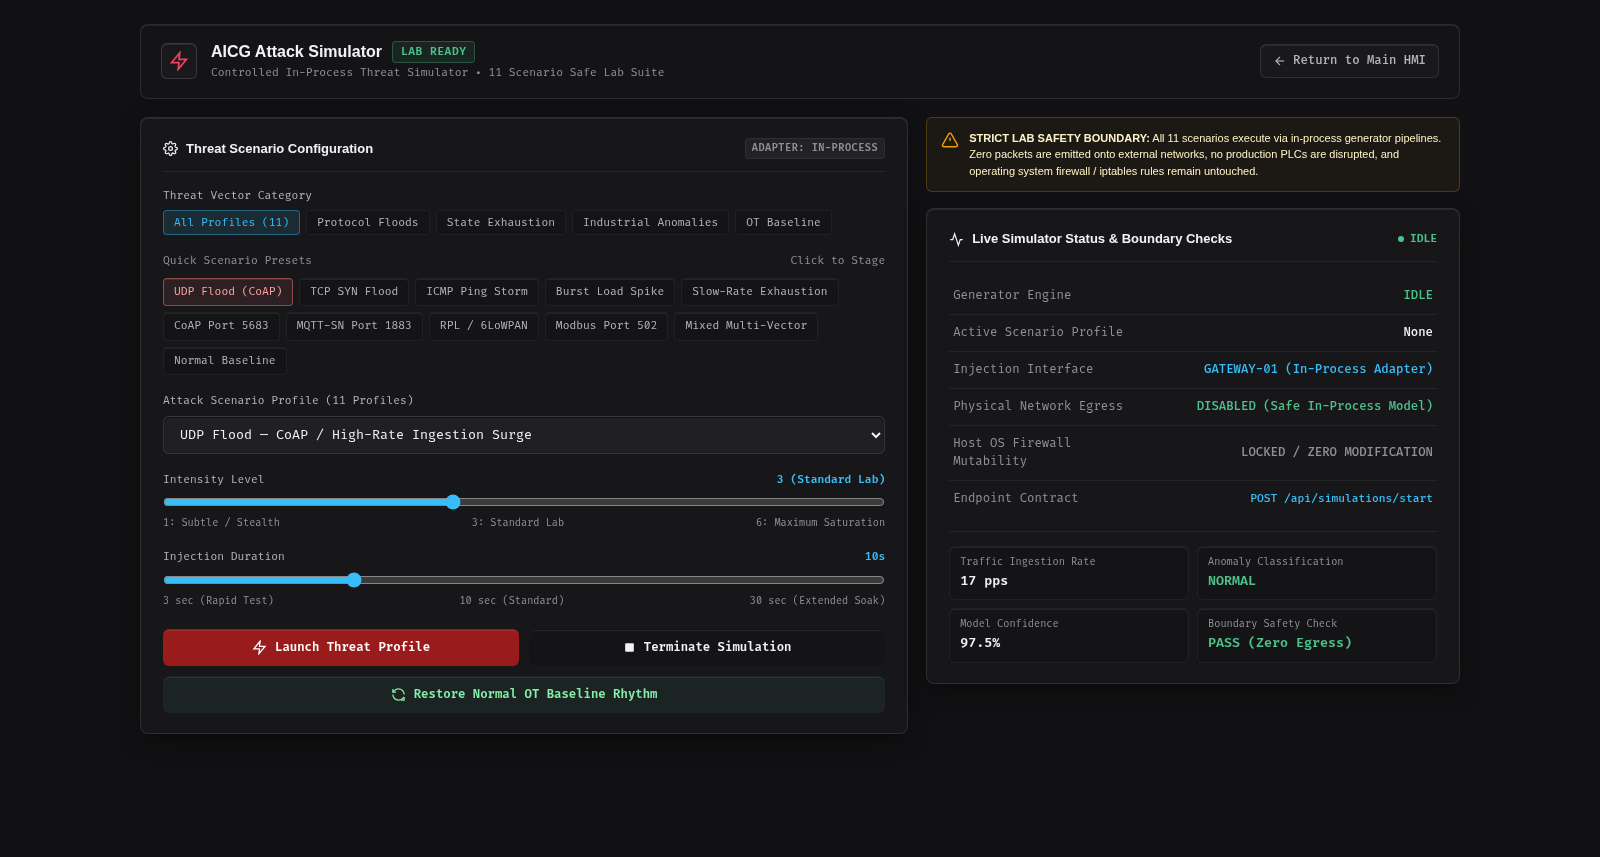 AICG Attack Simulator LAB READY
Controlled In-Process Threat Simulator • 11 Scenario Safe Lab Suite
← Return to Main HMI
Threat Scenario Configuration
ADAPTER: IN-PROCESS
Threat Vector Category
All Profiles (11) Protocol Floods State Exhaustion Industrial Anomalies OT Baseline
Quick Scenario Presets Click to Stage
UDP Flood (CoAP) TCP SYN Flood ICMP Ping Storm Burst Load Spike Slow-Rate Exhaustion
CoAP Port 5683 MQTT-SN Port 1883 RPL / 6LoWPAN Modbus Port 502 Mixed Multi-Vector
Normal Baseline
Attack Scenario Profile (11 Profiles)
UDP Flood — CoAP / High-Rate Ingestion Surge
Intensity Level 3 (Standard Lab)
1: Subtle / Stealth 3: Standard Lab 6: Maximum Saturation
Injection Duration 10s
3 sec (Rapid Test) 10 sec (Standard) 30 sec (Extended Soak)
Launch Threat Profile Terminate Simulation
Restore Normal OT Baseline Rhythm
STRICT LAB SAFETY BOUNDARY: All 11 scenarios execute via in-process generator pipelines.
Zero packets are emitted onto external networks, no production PLCs are disrupted, and
operating system firewall / iptables rules remain untouched.
Live Simulator Status & Boundary Checks ● IDLE
Generator Engine IDLE
Active Scenario Profile None
Injection Interface GATEWAY-01 (In-Process Adapter)
Physical Network Egress DISABLED (Safe In-Process Model)
Host OS Firewall
Mutability LOCKED / ZERO MODIFICATION
Endpoint Contract POST /api/simulations/start
Traffic Ingestion Rate Anomaly Classification
17 pps NORMAL
Model Confidence Boundary Safety Check
97.5% PASS (Zero Egress)